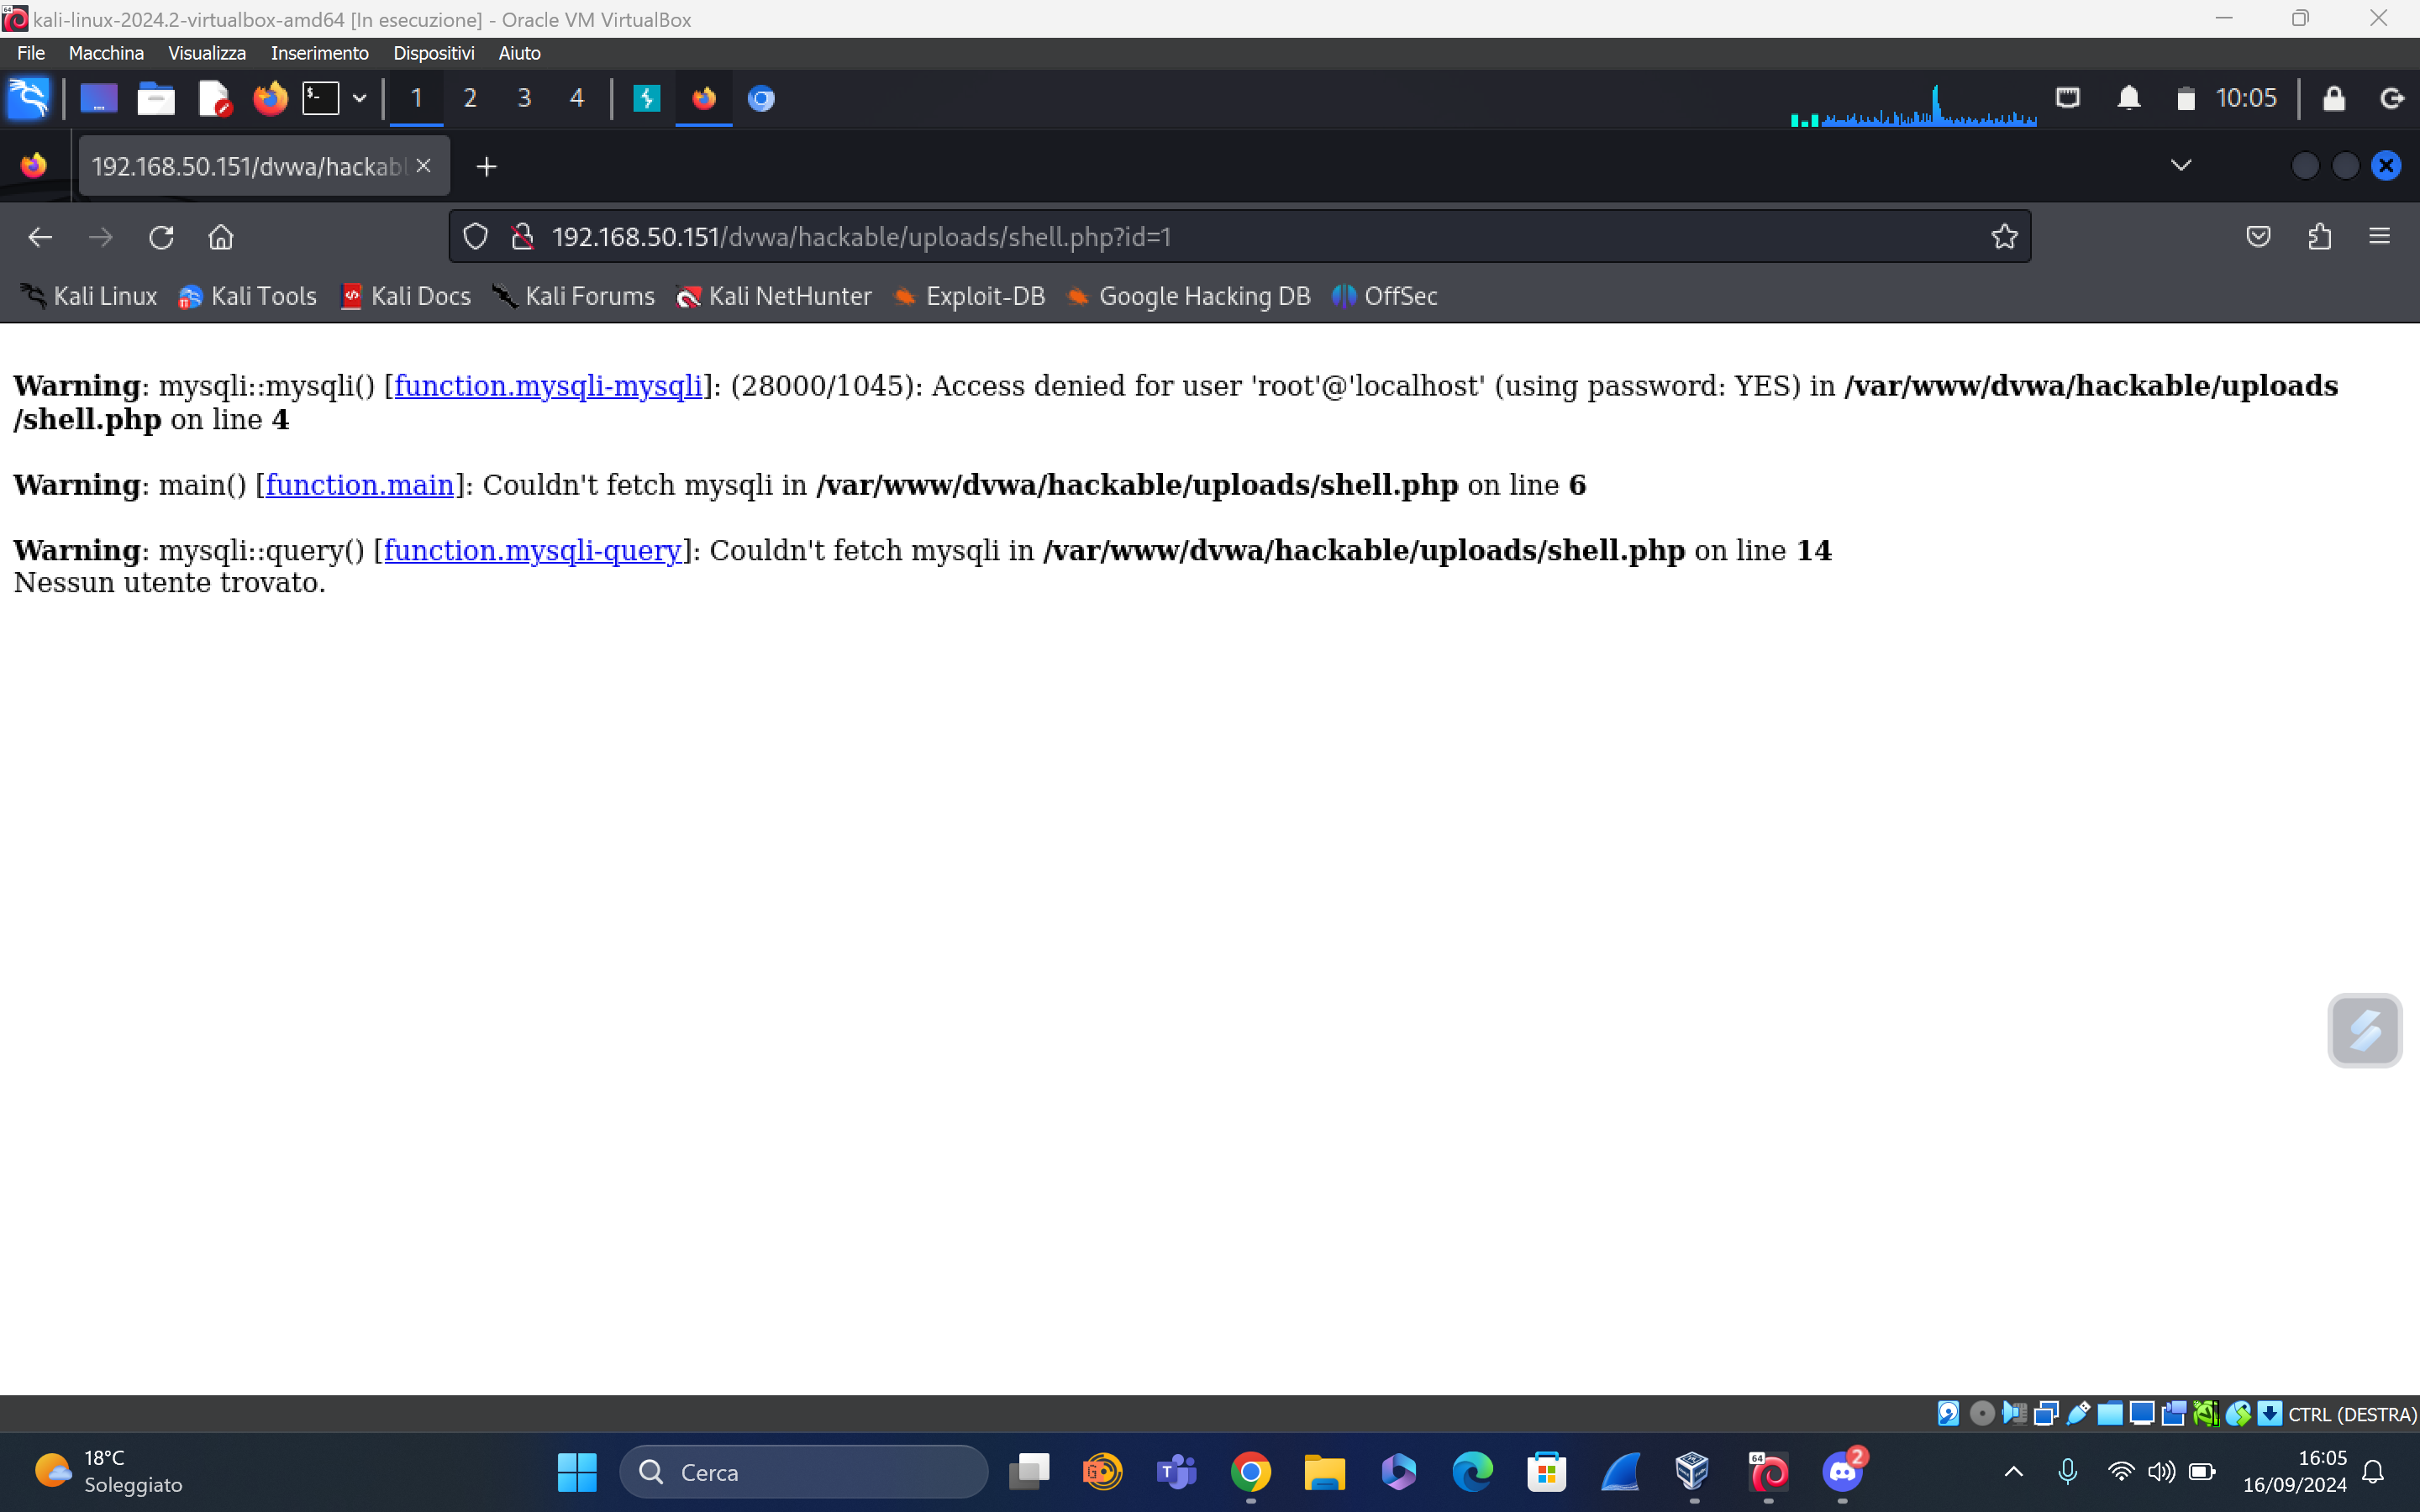 kali-linux-2024.2-virtualbox-amd64 [In esecuzione] - Oracle VM VirtualBox
File Macchina Visualizza Inserimento Dispositivi Aiuto
1 2 3 4 10:05
192.168.50.151/dvwa/hackabl
192.168.50.151/dvwa/hackable/uploads/shell.php?id=1
Kali Linux Kali Tools Kali Docs Kali Forums Kali NetHunter Exploit-DB Google Hacking DB OffSec
Warning: mysqli::mysqli() [function.mysqli-mysqli]: (28000/1045): Access denied for user 'root'@'localhost' (using password: YES) in /var/www/dvwa/hackable/uploads
/shell.php on line 4
Warning: main() [function.main]: Couldn't fetch mysqli in /var/www/dvwa/hackable/uploads/shell.php on line 6
Warning: mysqli::query() [function.mysqli-query]: Couldn't fetch mysqli in /var/www/dvwa/hackable/uploads/shell.php on line 14
Nessun utente trovato.
CTRL (DESTRA)
18°C
Soleggiato
Cerca
64
2
16:05
16/09/2024